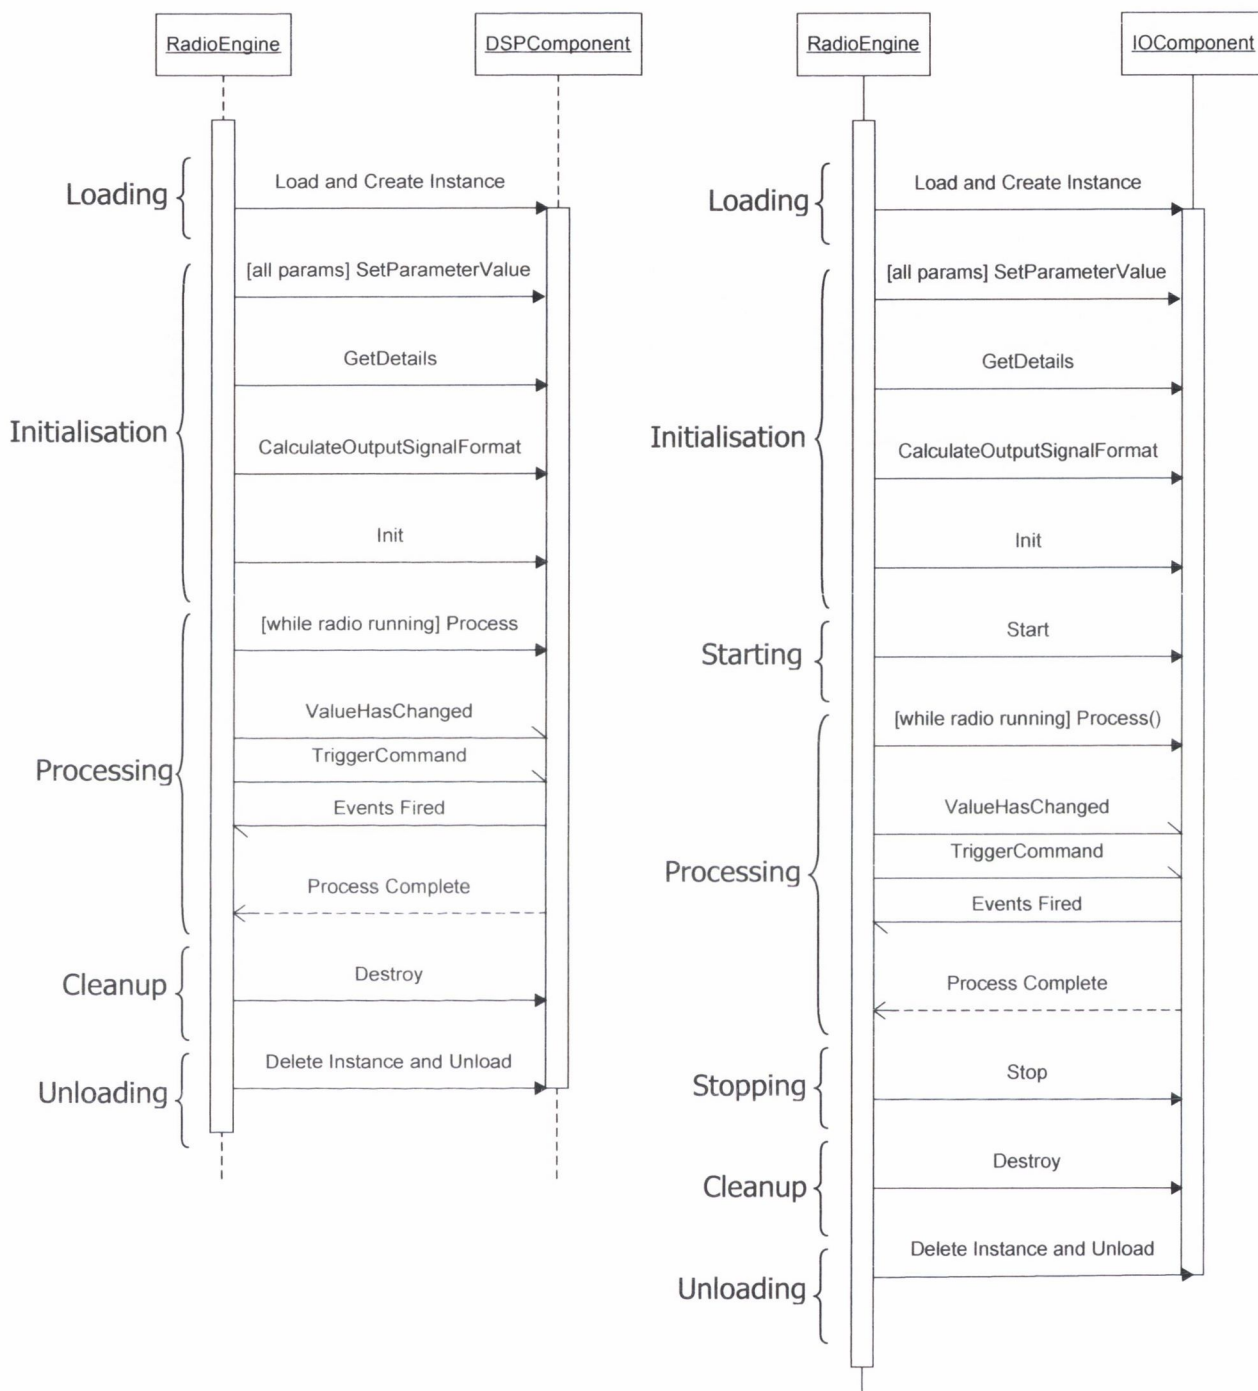 RadioEngine
DSPComponent
Loading
Load and Create Instance
[all params] SetParameterValue
GetDetails
Initialisation
CalculateOutputSignalFormat
Init
[while radio running] Process
ValueHasChanged
Processing
TriggerCommand
Events Fired
Process Complete
Cleanup
Destroy
Unloading
Delete Instance and Unload
RadioEngine
IOComponent
Loading
Load and Create Instance
[all params] SetParameterValue
GetDetails
Initialisation
CalculateOutputSignalFormat
Init
Starting
Start
[while radio running] Process()
ValueHasChanged
TriggerCommand
Processing
Events Fired
Process Complete
Stopping
Stop
Cleanup
Destroy
Delete Instance and Unload
Unloading